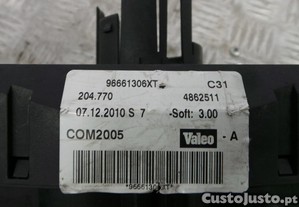 96661306XT C31
204.770 4862511
07.12.2010 S 7 -Soft: 3.00
COM2005 Valeo -A
*96661306XT*
CustoJusto.pt